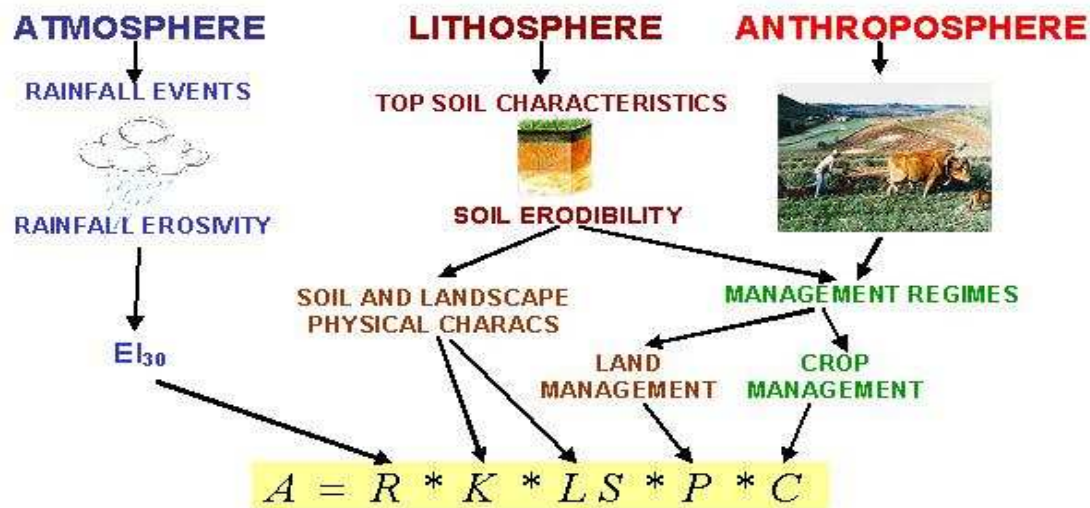 ATMOSPHERE
LITHOSPHERE
ANTHROPOSPHERE
RAINFALL EVENTS
TOP SOIL CHARACTERISTICS
RAINFALL EROSIVITY
SOIL ERODIBILITY
SOIL AND LANDSCAPE
PHYSICAL CHARACS
MANAGEMENT REGIMES
EI₃₀
LAND
MANAGEMENT
CROP
MANAGEMENT
A = R * K * LS * P * C